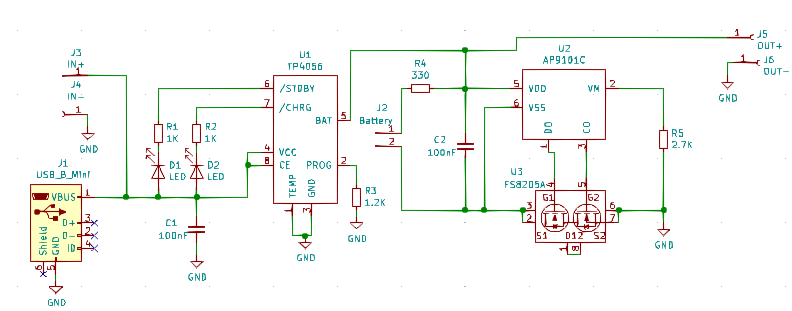 J3
IN+
1
J4
IN-
1
GND
J1
USB_B_Mini
VBUS 1
D+ 3
D- 2
ID 4
Shield
GND
6
5
GND
R1
1K
R2
1K
D1
LED
D2
LED
C1
100nF
GND
U1
TP4056
6 /STDBY
7 /CHRG
BAT 5
4 VCC
8 CE
PROG 2
TEMP
GND
1
3
GND
R3
1.2K
GND
J2
Battery
1
2
R4
330
C2
100nF
U2
AP9101C
5 VDD
VM 2
6 VSS
DO
CO
1
3
U3
FS8205A
4
5
G1
G2
3
2
6
7
S1
D12
S2
1
8
R5
2.7K
GND
1
J5
OUT+
1
J6
OUT-
GND